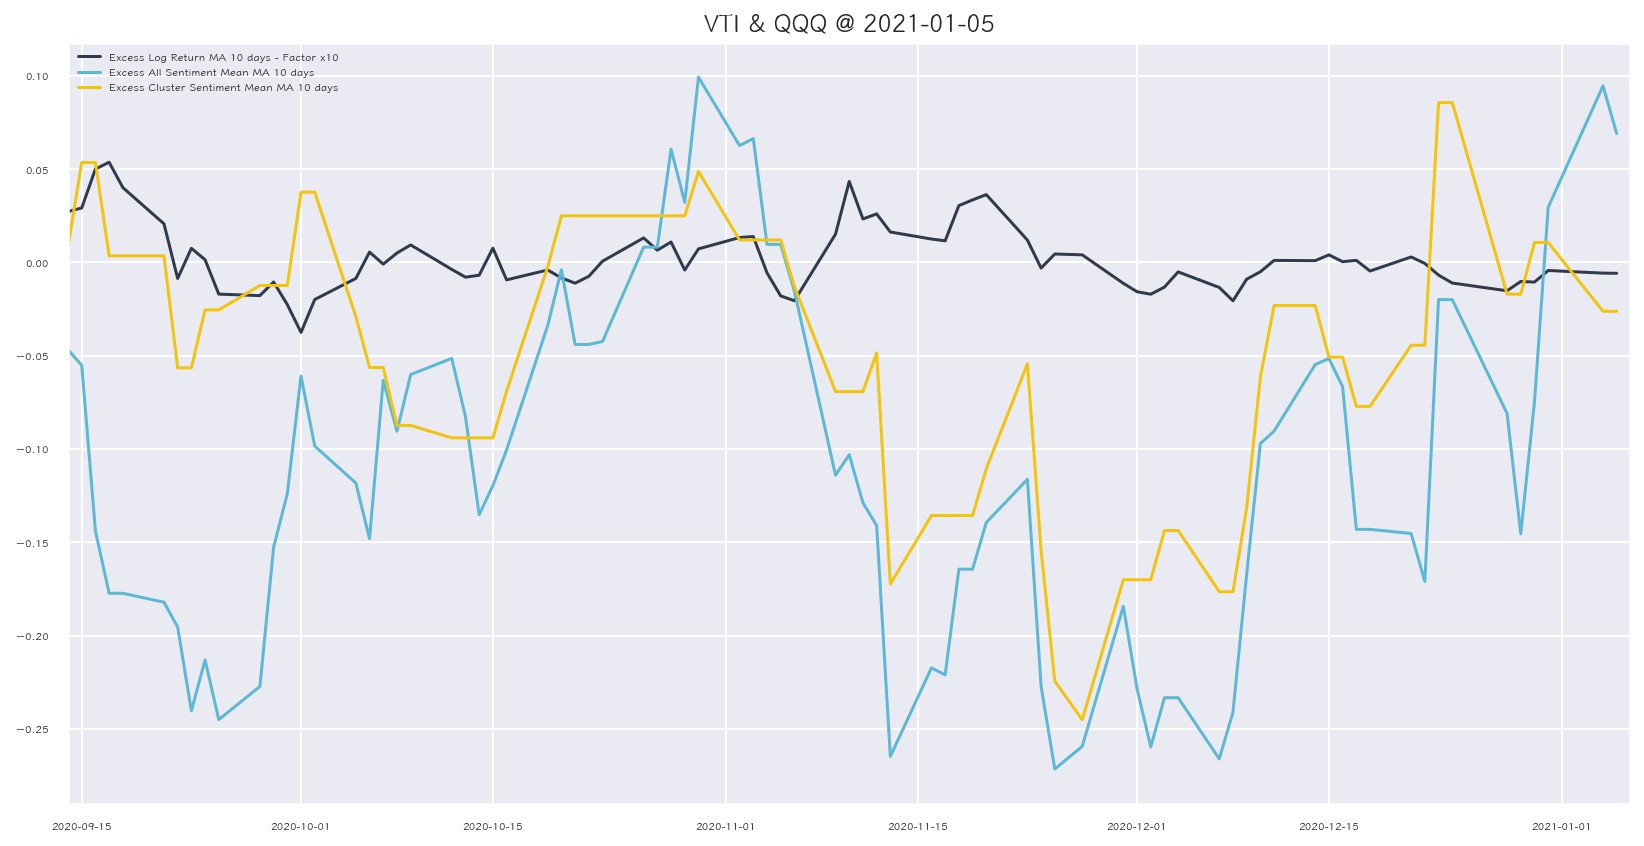 VTI & QQQ @ 2021-01-05
Excess Log Return MA 10 days - Factor x10
Excess All Sentiment Mean MA 10 days
Excess Cluster Sentiment Mean MA 10 days
0.10
0.05
0.00
−0.05
−0.10
−0.15
−0.20
−0.25
2020-09-15 2020-10-01 2020-10-15 2020-11-01 2020-11-15 2020-12-01 2020-12-15 2021-01-01